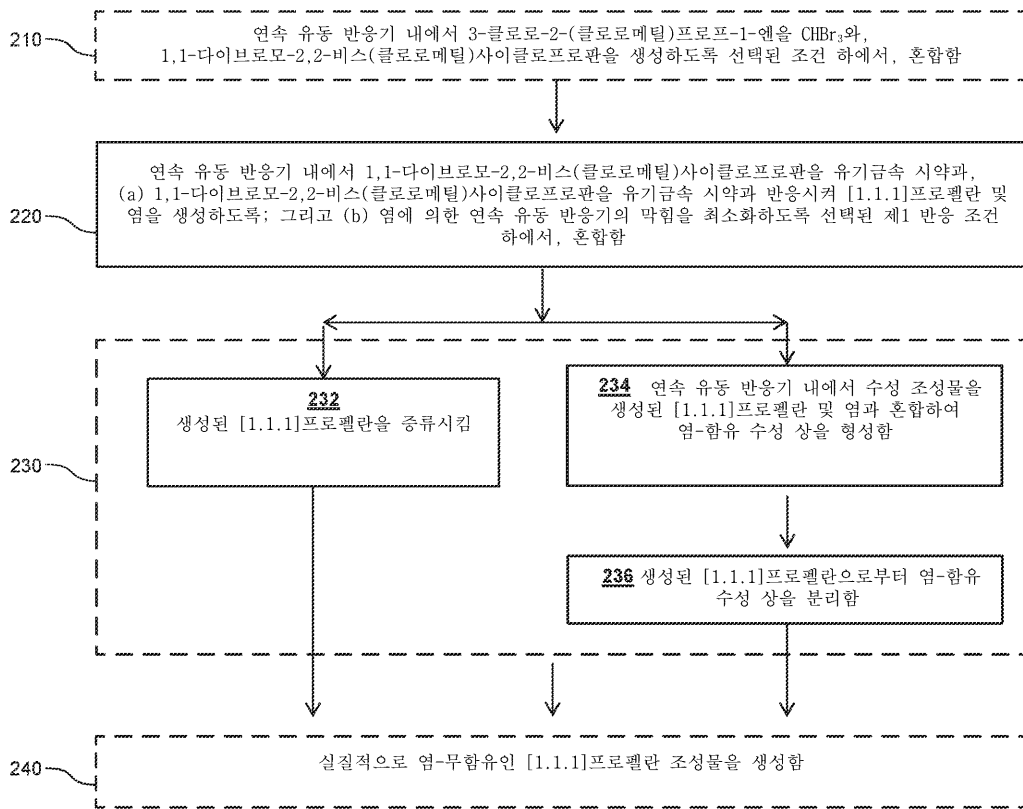 210
연속 유동 반응기 내에서 3-클로로-2-(클로로메틸)프로프-1-엔을 CHBr₃와,
1,1-다이브로모-2,2-비스(클로로메틸)사이클로프로판을 생성하도록 선택된 조건 하에서, 혼합함
220
연속 유동 반응기 내에서 1,1-다이브로모-2,2-비스(클로로메틸)사이클로프로판을 유기금속 시약과,
(a) 1,1-다이브로모-2,2-비스(클로로메틸)사이클로프로판을 유기금속 시약과 반응시켜 [1.1.1]프로펠란 및
염을 생성하도록; 그리고 (b) 염에 의한 연속 유동 반응기의 막힘을 최소화하도록 선택된 제1 반응 조건
하에서, 혼합함
230
232
생성된 [1.1.1]프로펠란을 증류시킴
234 연속 유동 반응기 내에서 수성 조성물을
생성된 [1.1.1]프로펠란 및 염과 혼합하여
염-함유 수성 상을 형성함
236 생성된 [1.1.1]프로펠란으로부터 염-함유
수성 상을 분리함
240
실질적으로 염-무함유인 [1.1.1]프로펠란 조성물을 생성함